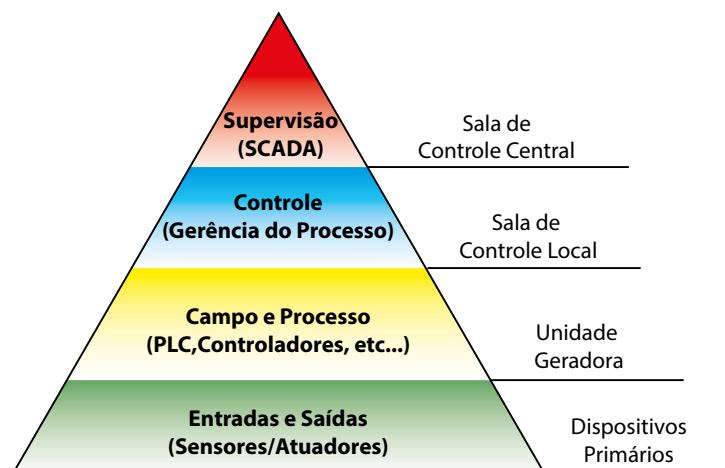 Supervisão
(SCADA)
Sala de
Controle Central
Controle
(Gerência do Processo)
Sala de
Controle Local
Campo e Processo
(PLC,Controladores, etc...)
Unidade
Geradora
Entradas e Saídas
(Sensores/Atuadores)
Dispositivos
Primários